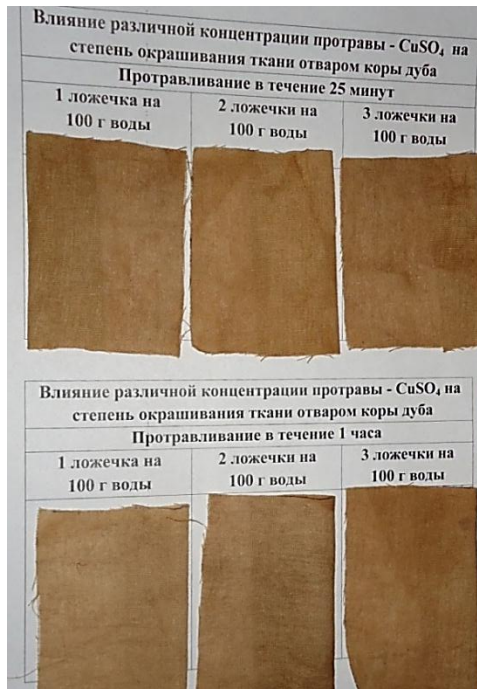 Влияние различной концентрации протравы - CuSO₄ на
степень окрашивания ткани отваром коры дуба
Протравливание в течение 25 минут
1 ложечка на
100 г воды
2 ложечки на
100 г воды
3 ложечки на
100 г воды
Влияние различной концентрации протравы - CuSO₄ на
степень окрашивания ткани отваром коры дуба
Протравливание в течение 1 часа
1 ложечка на
100 г воды
2 ложечки на
100 г воды
3 ложечки на
100 г воды